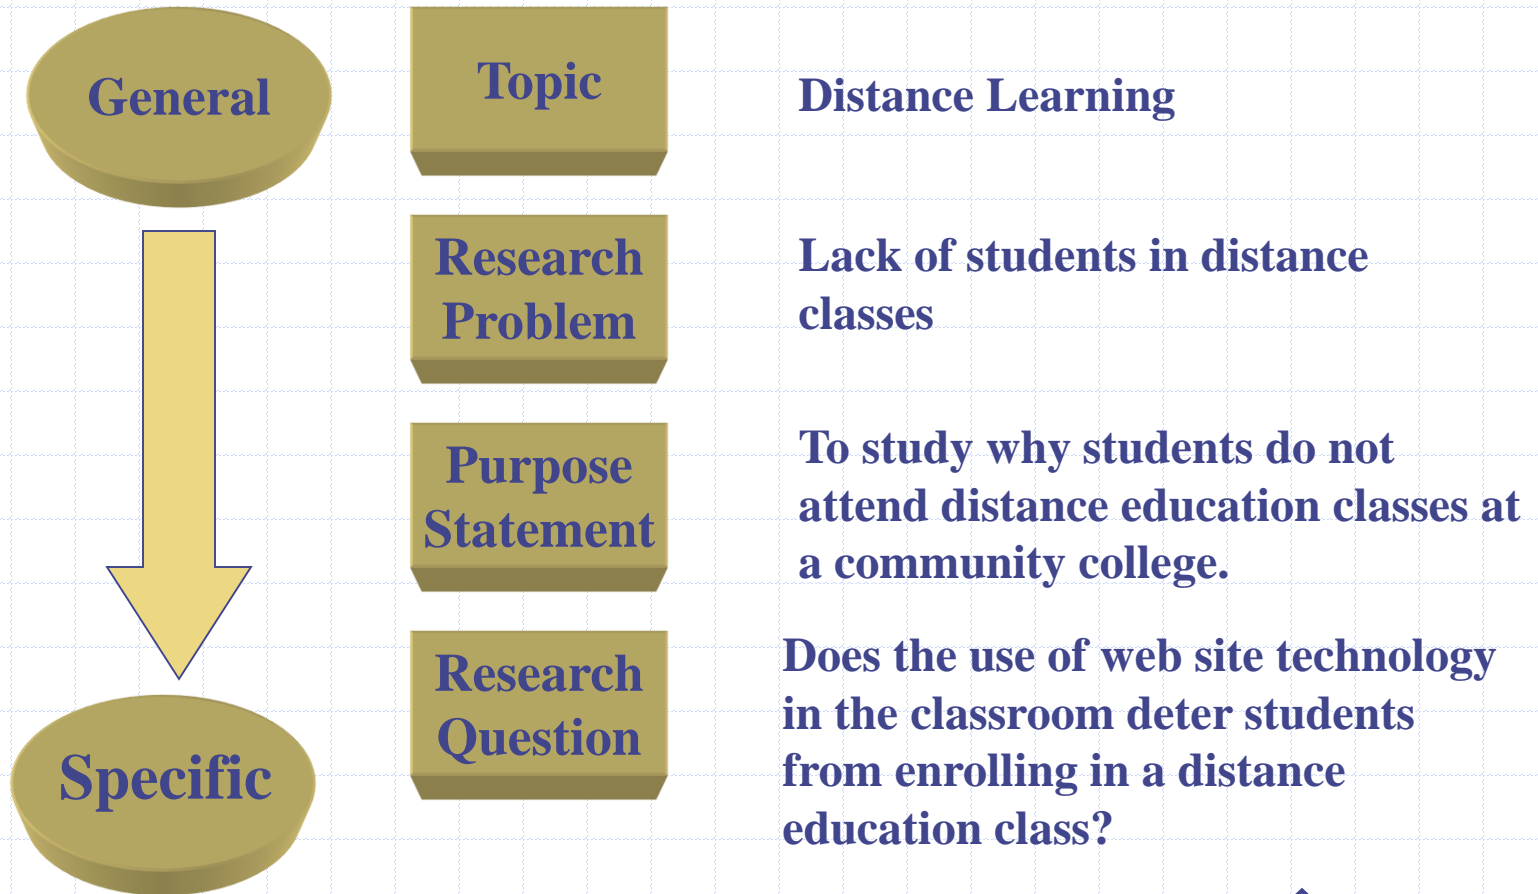 General
Topic
Distance Learning
Research
Problem
Lack of students in distance
classes
Purpose
Statement
To study why students do not
attend distance education classes at
a community college.
Research
Question
Does the use of web site technology
in the classroom deter students
from enrolling in a distance
education class?
Specific